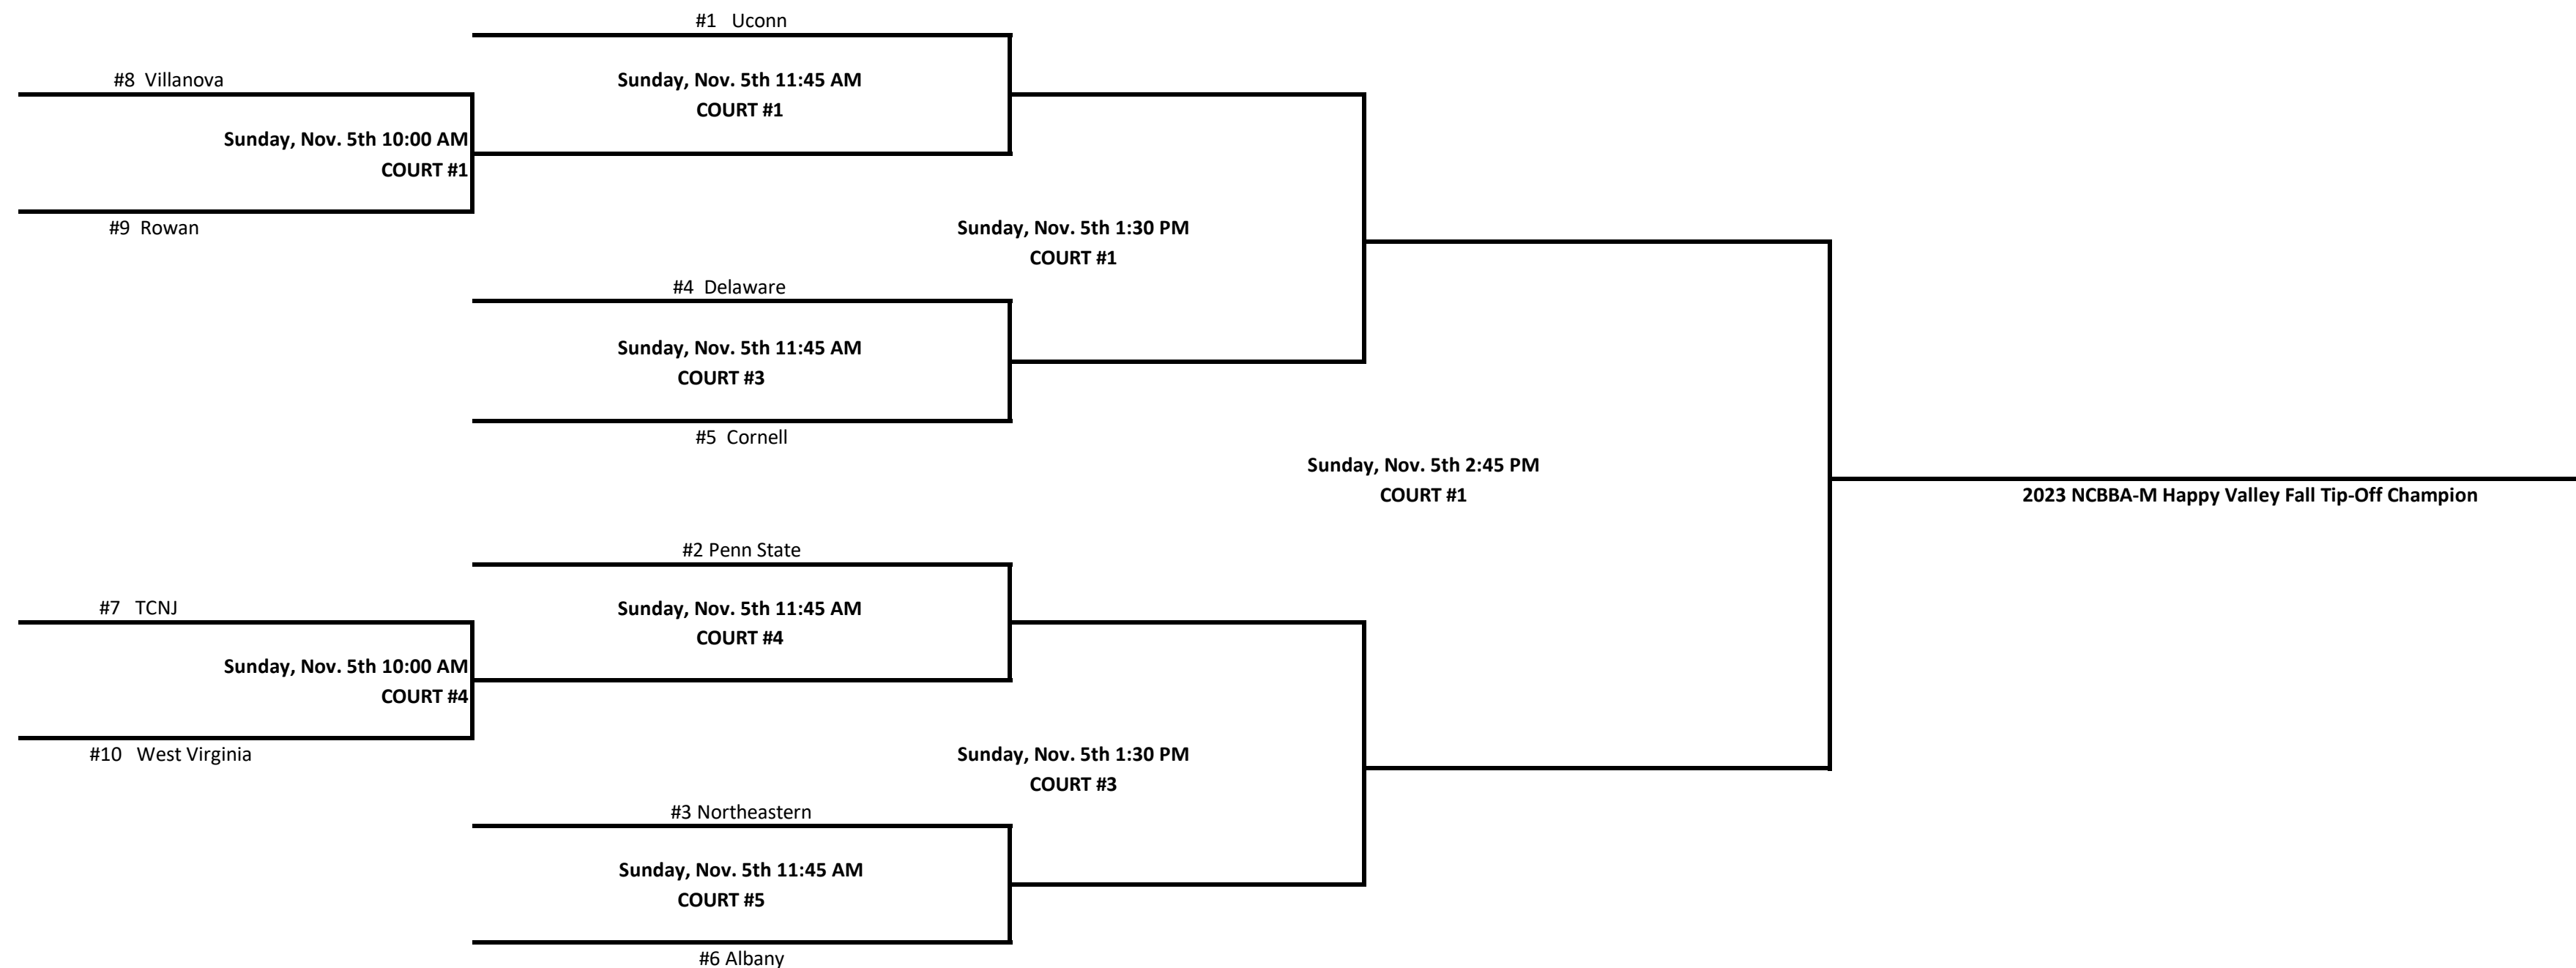 #1 Uconn
#8 Villanova
Sunday, Nov. 5th 11:45 AM
COURT #1
Sunday, Nov. 5th 10:00 AM
COURT #1
#9 Rowan
Sunday, Nov. 5th 1:30 PM
COURT #1
#4 Delaware
Sunday, Nov. 5th 11:45 AM
COURT #3
#5 Cornell
Sunday, Nov. 5th 2:45 PM
COURT #1
2023 NCBBA-M Happy Valley Fall Tip-Off Champion
#2 Penn State
#7 TCNJ
Sunday, Nov. 5th 11:45 AM
COURT #4
Sunday, Nov. 5th 10:00 AM
COURT #4
#10 West Virginia
Sunday, Nov. 5th 1:30 PM
COURT #3
#3 Northeastern
Sunday, Nov. 5th 11:45 AM
COURT #5
#6 Albany